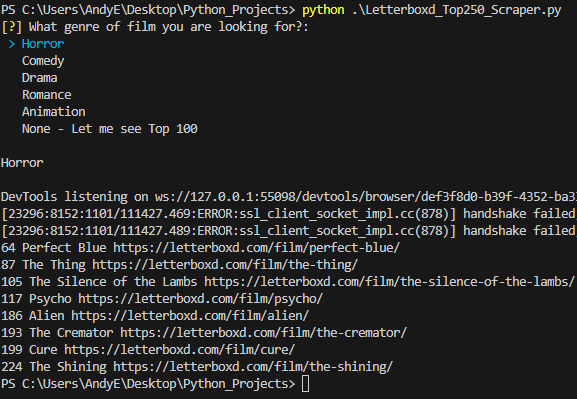 PS C:\Users\AndyE\Desktop\Python_Projects> python .\Letterboxd_Top250_Scraper.py
[?] What genre of film you are looking for?:
> Horror
Comedy
Drama
Romance
Animation
None - Let me see Top 100
Horror
DevTools listening on ws://127.0.0.1:55098/devtools/browser/def3f8d0-b39f-4352-ba3
[23296:8152:1101/111427.469:ERROR:ssl_client_socket_impl.cc(878)] handshake failed
[23296:8152:1101/111427.489:ERROR:ssl_client_socket_impl.cc(878)] handshake failed
64 Perfect Blue https://letterboxd.com/film/perfect-blue/
87 The Thing https://letterboxd.com/film/the-thing/
105 The Silence of the Lambs https://letterboxd.com/film/the-silence-of-the-lambs/
117 Psycho https://letterboxd.com/film/psycho/
186 Alien https://letterboxd.com/film/alien/
193 The Cremator https://letterboxd.com/film/the-cremator/
199 Cure https://letterboxd.com/film/cure/
224 The Shining https://letterboxd.com/film/the-shining/
PS C:\Users\AndyE\Desktop\Python_Projects>